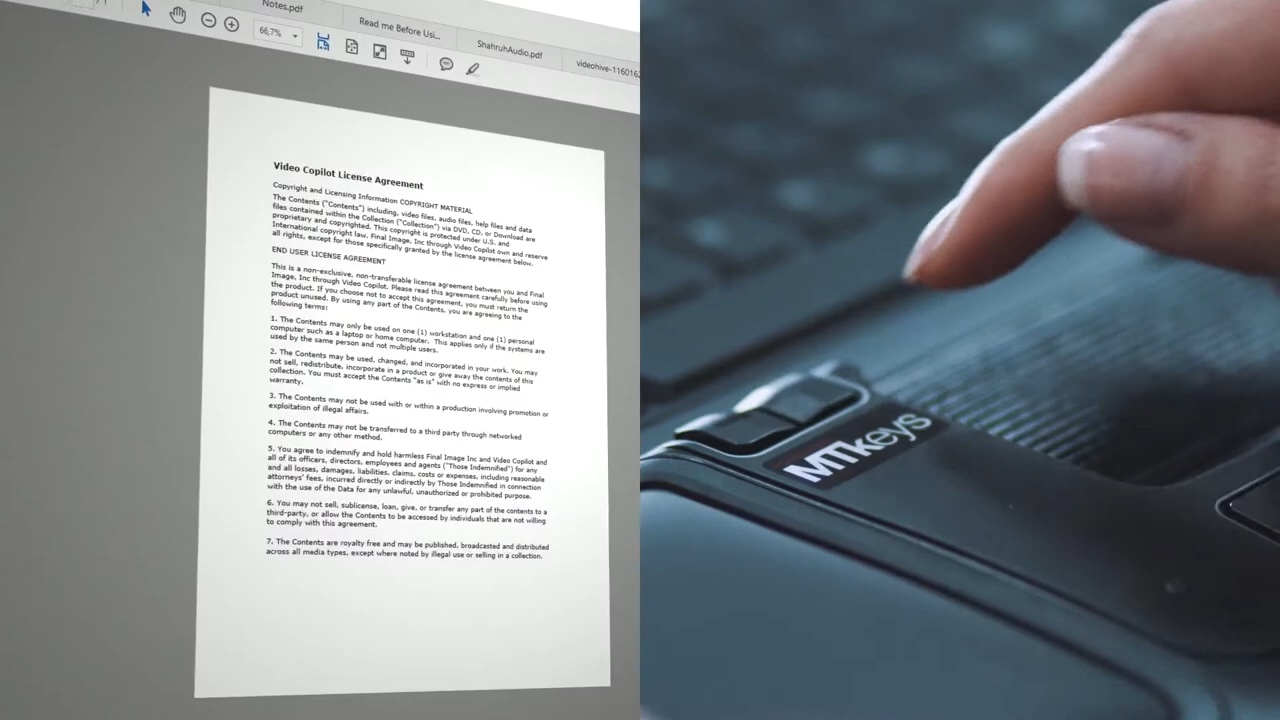 Notes.pdf
Read me Before Usi...
ShahruhAudio.pdf
videohive-116016
66,7%
Video Copilot License Agreement
Copyright and Licensing Information COPYRIGHT MATERIAL
The Contents ("Contents") including, video files, audio files, help files and data
files contained within the Collection ("Collection") via DVD, CD, or Download are
proprietary and copyrighted. This copyright is protected under U.S. and
International copyright law. Final Image, Inc through Video Copilot own and reserve
all rights, except for those specifically granted by the license agreement below.
END USER LICENSE AGREEMENT
This is a non-exclusive, non-transferable license agreement between you and Final
Image, Inc through Video Copilot. Please read this agreement carefully before using
the product. If you choose not to accept this agreement, you must return the
product unused. By using any part of the Contents, you are agreeing to the
following terms:
1. The Contents may only be used on one (1) workstation and one (1) personal
computer such as a laptop or home computer. This applies only if the systems are
used by the same person and not multiple users.
2. The Contents may be used, changed, and incorporated in your work. You may
not sell, redistribute, incorporate in a product or give away the contents of this
collection. You must accept the Contents "as is" with no express or implied
warranty.
3. The Contents may not be used with or within a production involving promotion or
exploitation of illegal affairs.
4. The Contents may not be transferred to a third party through networked
computers or any other method.
5. You agree to indemnify and hold harmless Final Image Inc and Video Copilot and
all of its officers, directors, employees and agents ("Those Indemnified") for any
and all losses, damages, liabilities, claims, costs or expenses, including reasonable
attorneys' fees, incurred directly or indirectly by Those Indemnified in connection
with the use of the Data for any unlawful, unauthorized or prohibited purpose.
6. You may not sell, sublicense, loan, give, or transfer any part of the contents to a
third-party, or allow the Contents to be accessed by individuals that are not willing
to comply with this agreement.
7. The Contents are royalty free and may be published, broadcasted and distributed
across all media types, except where noted by illegal use or selling in a collection.
MTkeys